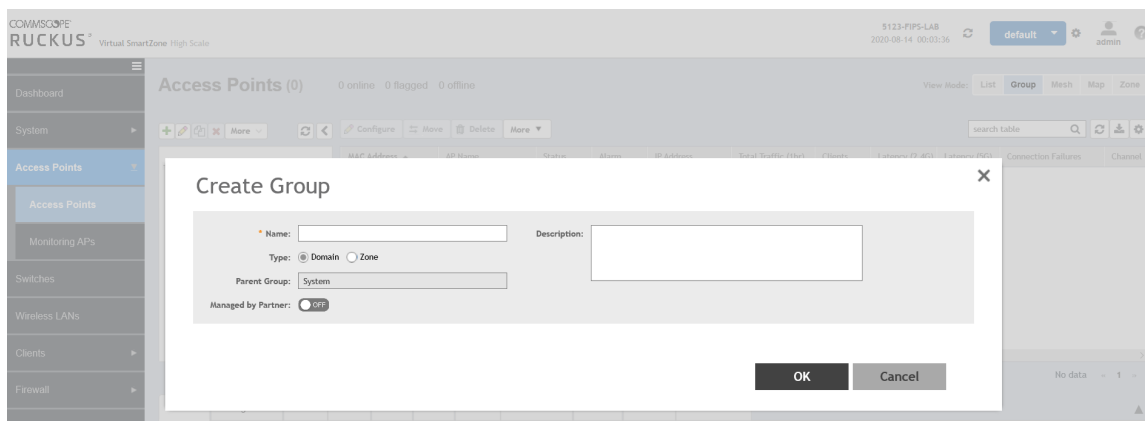 COMMSCOPE
RUCKUS® Virtual SmartZone High Scale
5123-FIPS-LAB
2020-08-14 00:03:36
default
admin
Dashboard
System
Access Points
Access Points
Monitoring APs
Switches
Wireless LANs
Clients
Firewall
Access Points (0) 0 online 0 flagged 0 offline
View Mode: List Group Mesh Map Zone
More Configure Move Delete More
search table
MAC Address AP Name Status Alarm IP Address Total Traffic (1hr) Clients Latency (2.4G) Latency (5G) Connection Failures Channel
Create Group
* Name:
Type: Domain Zone
Parent Group: System
Managed by Partner: OFF
Description:
OK Cancel
No data 1